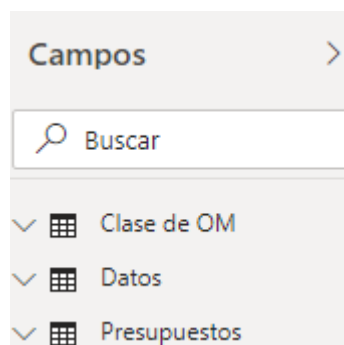 Campos
Buscar
Clase de OM
Datos
Presupuestos